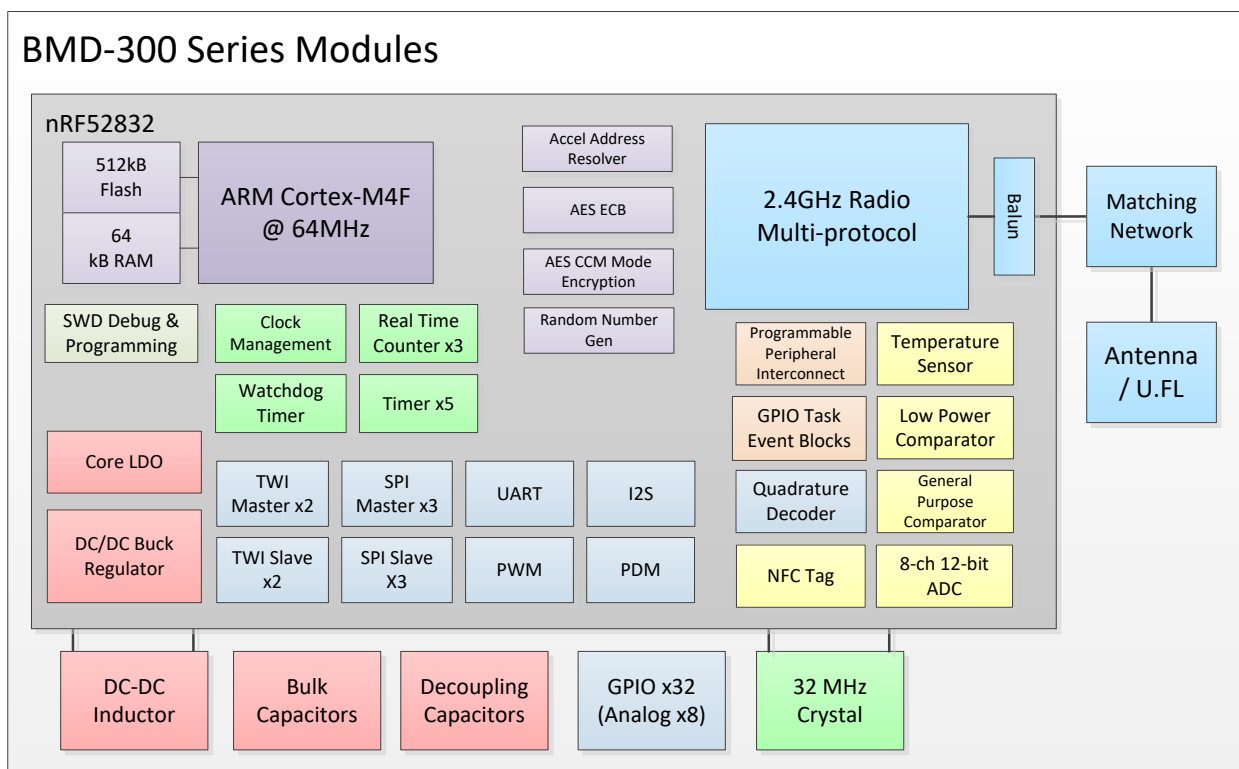 BMD-300 Series Modules
nRF52832
512kB
Flash
64
kB RAM
ARM Cortex-M4F
@ 64MHz
Accel Address
Resolver
AES ECB
AES CCM Mode
Encryption
Random Number
Gen
2.4GHz Radio
Multi-protocol
Balun
Matching
Network
Antenna
/ U.FL
SWD Debug &
Programming
Clock
Management
Real Time
Counter x3
Watchdog
Timer
Timer x5
Programmable
Peripheral
Interconnect
Temperature
Sensor
GPIO Task
Event Blocks
Low Power
Comparator
Core LDO
DC/DC Buck
Regulator
TWI
Master x2
SPI
Master x3
UART
I2S
TWI Slave
x2
SPI Slave
X3
PWM
PDM
Quadrature
Decoder
General
Purpose
Comparator
NFC Tag
8-ch 12-bit
ADC
DC-DC
Inductor
Bulk
Capacitors
Decoupling
Capacitors
GPIO x32
(Analog x8)
32 MHz
Crystal